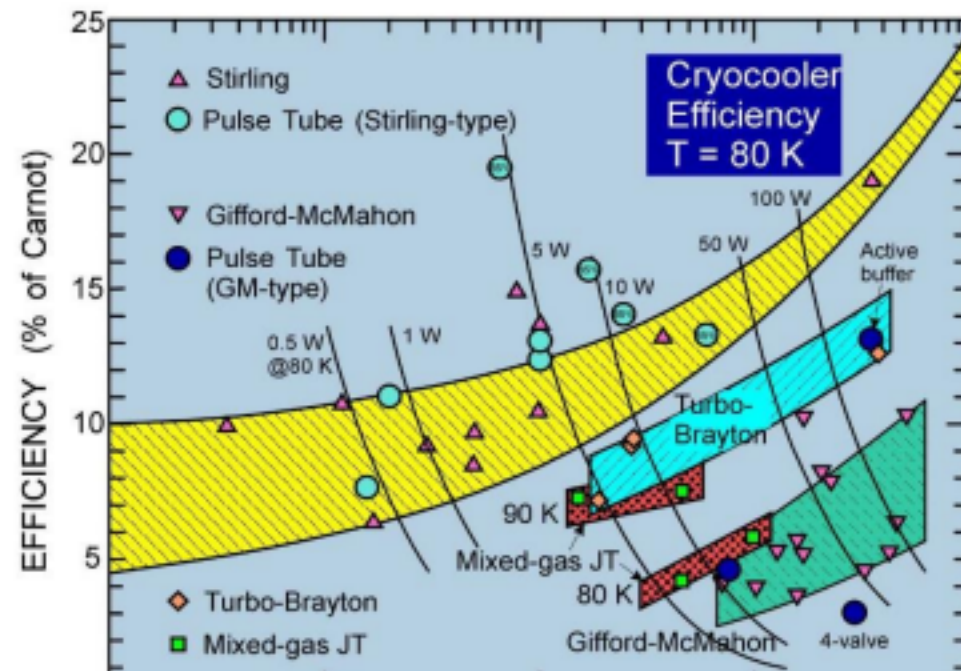 25
20
15
10
5
EFFICIENCY (% of Carnot)
Stirling
Pulse Tube (Stirling-type)
Gifford-McMahon
Pulse Tube
(GM-type)
Cryocooler
Efficiency
T = 80 K
0.5 W
@80 K
1 W
5 W
10 W
50 W
100 W
Active
buffer
Turbo-
Brayton
90 K
Mixed-gas JT
80 K
Gifford-McMahon
4-valve
Turbo-Brayton
Mixed-gas JT